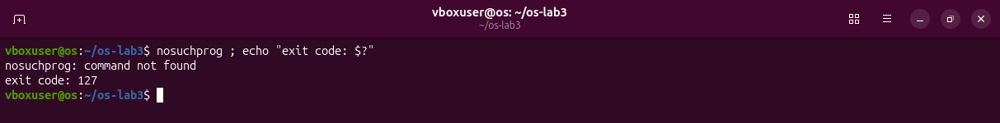 vboxuser@os: ~/os-lab3
~/os-lab3
vboxuser@os:~/os-lab3$ nosuchprog ; echo "exit code: $?"
nosuchprog: command not found
exit code: 127
vboxuser@os:~/os-lab3$